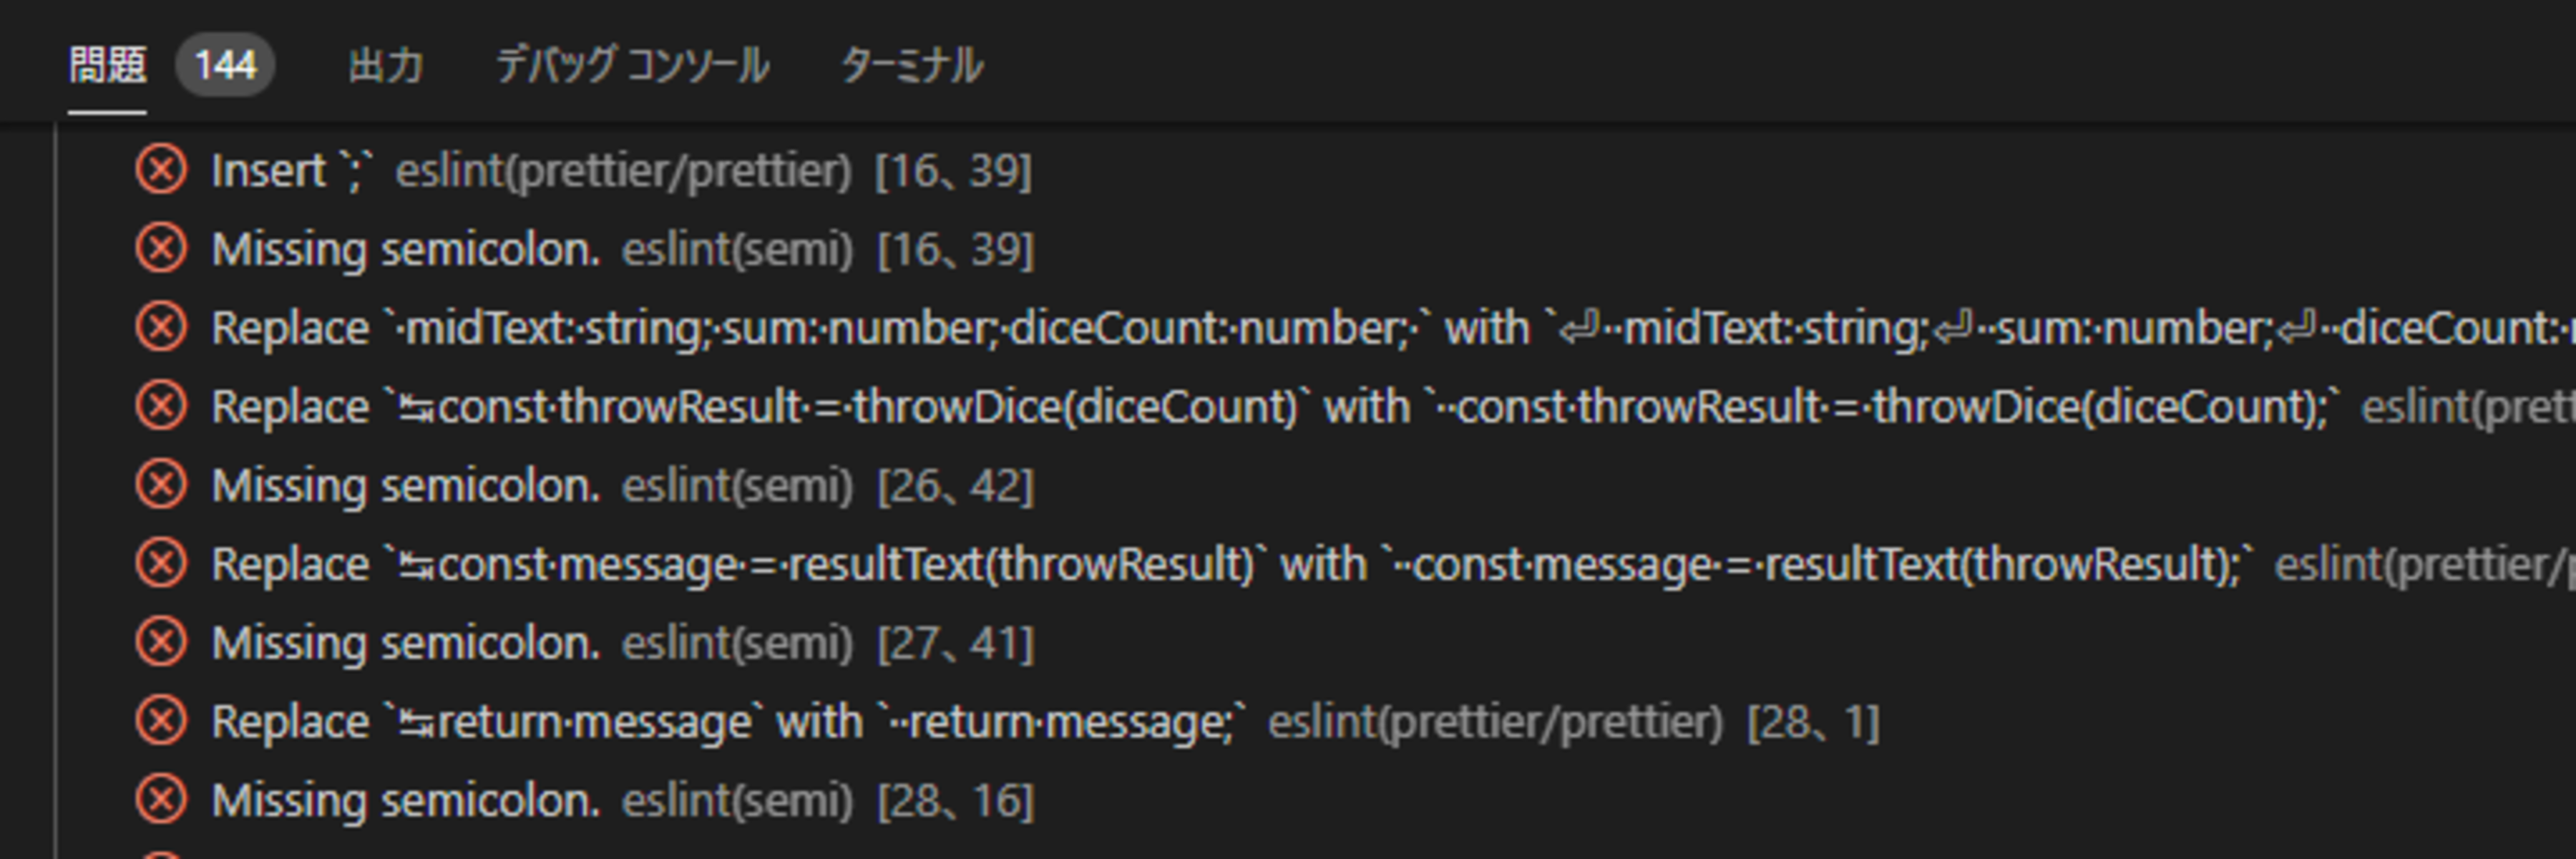 問題 144 出力 デバッグ コンソール ターミナル
Insert `;` eslint(prettier/prettier) [16、39]
Missing semicolon. eslint(semi) [16、39]
Replace `·midText:·string;·sum:·number;·diceCount:·number;·` with `⏎··midText:·string;⏎··sum:·number;⏎··diceCount:·
Replace `↹const·throwResult·=·throwDice(diceCount)` with `··const·throwResult·=·throwDice(diceCount);` eslint(prett
Missing semicolon. eslint(semi) [26、42]
Replace `↹const·message·=·resultText(throwResult)` with `··const·message·=·resultText(throwResult);` eslint(prettier/p
Missing semicolon. eslint(semi) [27、41]
Replace `↹return·message` with `··return·message;` eslint(prettier/prettier) [28、1]
Missing semicolon. eslint(semi) [28、16]